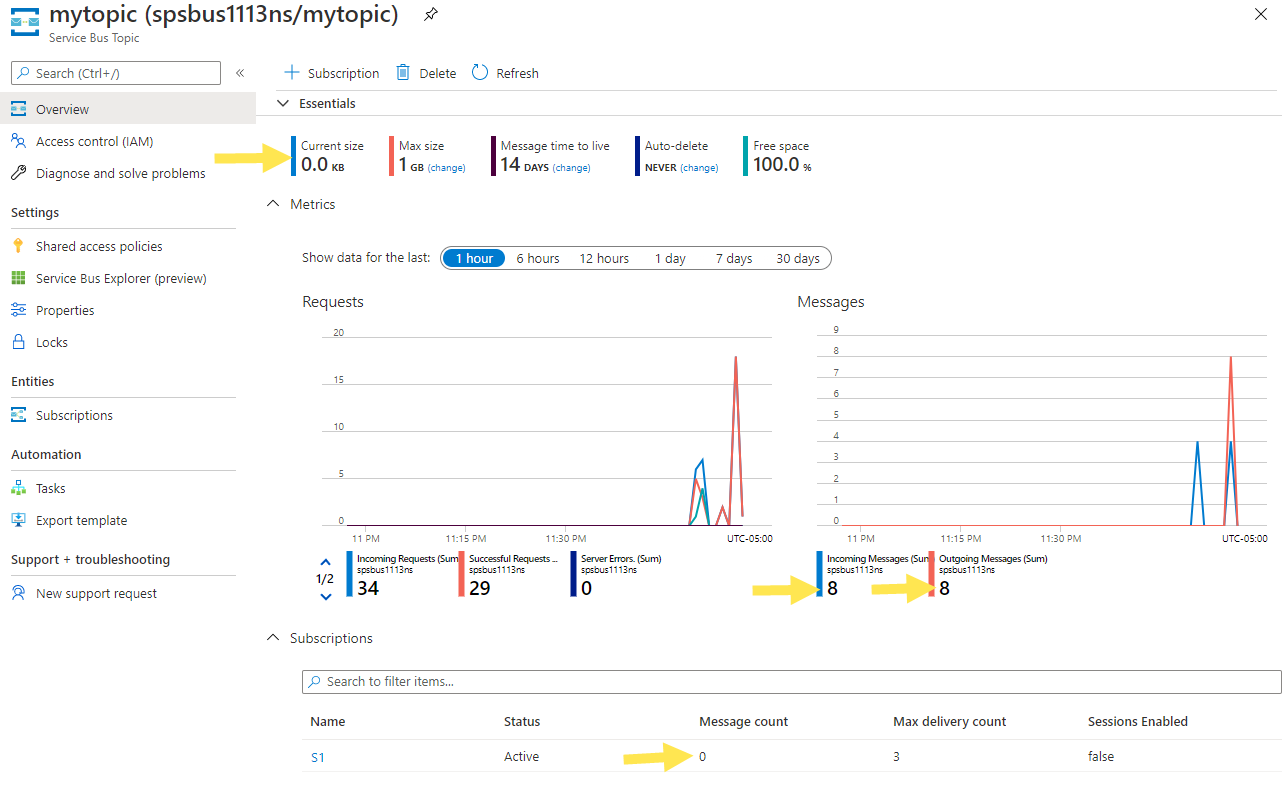 mytopic (spsbus1113ns/mytopic)
Service Bus Topic
Search (Ctrl+/)
«
Overview
Access control (IAM)
Diagnose and solve problems
Settings
Shared access policies
Service Bus Explorer (preview)
Properties
Locks
Entities
Subscriptions
Automation
Tasks
Export template
Support + troubleshooting
New support request
Subscription Delete Refresh
Essentials
Current size
0.0 KB
Max size
1 GB (change)
Message time to live
14 DAYS (change)
Auto-delete
NEVER (change)
Free space
100.0 %
Metrics
Show data for the last: 1 hour 6 hours 12 hours 1 day 7 days 30 days
Requests
20
15
10
5
0
11 PM 11:15 PM 11:30 PM UTC-05:00
1/2
Incoming Requests (Sum)
spsbus1113ns
34
Successful Requests ...
spsbus1113ns
29
Server Errors. (Sum)
spsbus1113ns
0
Messages
9
8
7
6
5
4
3
2
1
0
11 PM 11:15 PM 11:30 PM UTC-05:00
Incoming Messages (Sum)
spsbus1113ns
8
Outgoing Messages (Sum)
spsbus1113ns
8
Subscriptions
Search to filter items...
Name Status Message count Max delivery count Sessions Enabled
S1 Active 0 3 false